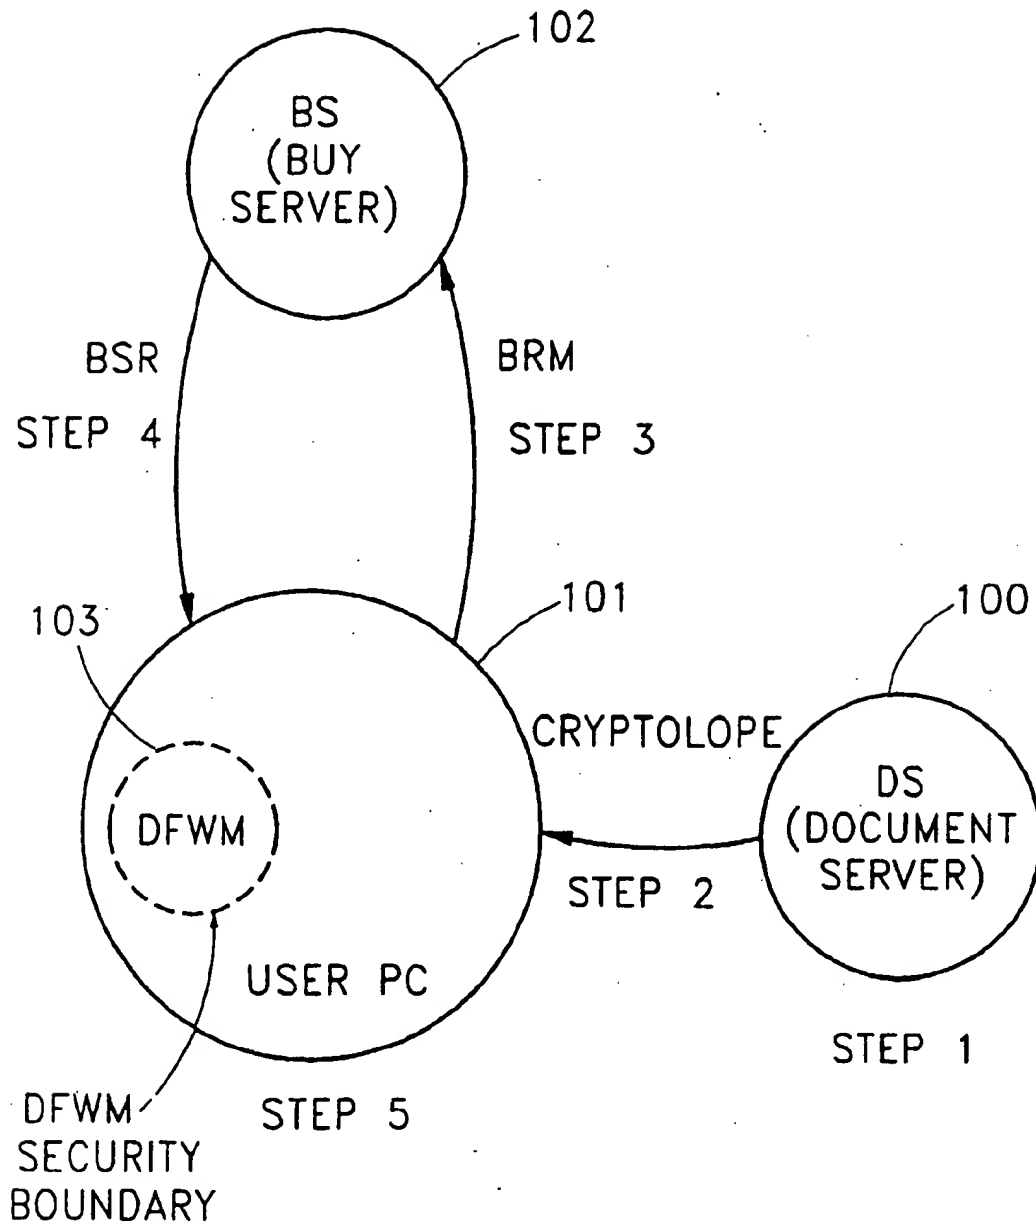 102
BS
(BUY
SERVER)
BSR
BRM
STEP 4
STEP 3
103
101
100
CRYPTOLOPE
DS
(DOCUMENT
SERVER)
DFWM
STEP 2
USER PC
STEP 1
DFWM
SECURITY
BOUNDARY
STEP 5